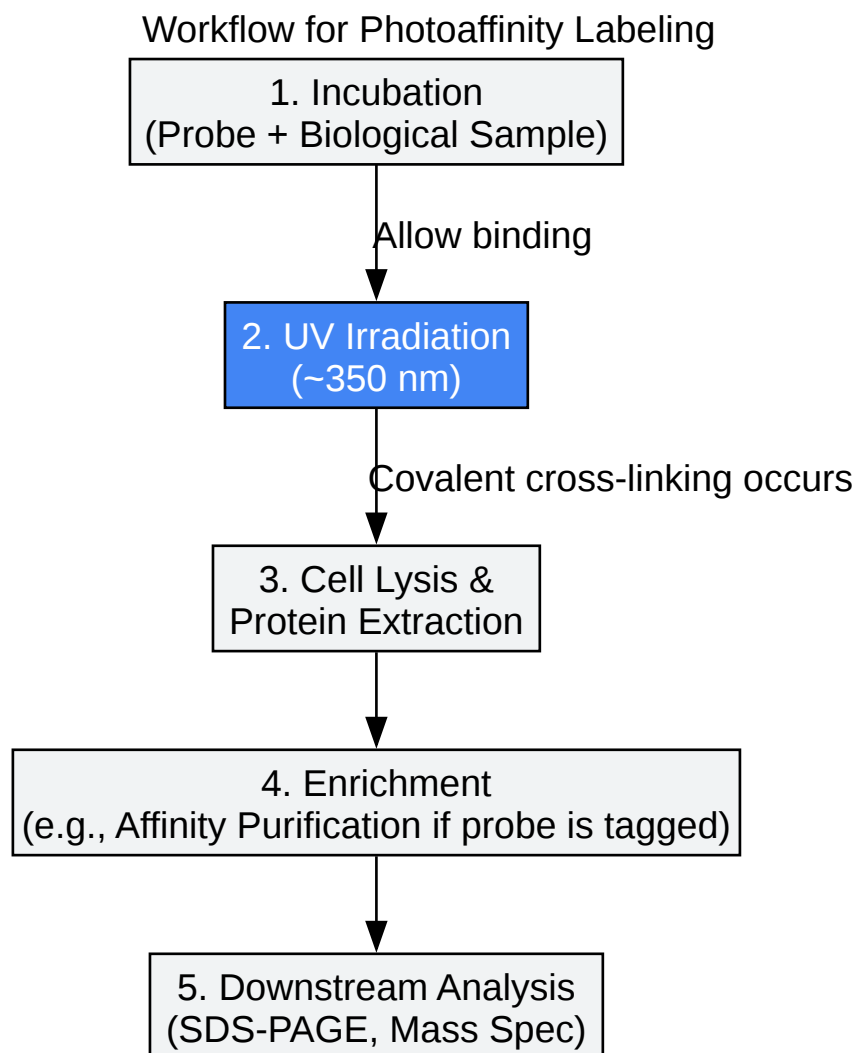 Workflow for Photoaffinity Labeling
1. Incubation
(Probe + Biological Sample)
Allow binding
2. UV Irradiation
(~350 nm)
Covalent cross-linking occurs
3. Cell Lysis &
Protein Extraction
4. Enrichment
(e.g., Affinity Purification if probe is tagged)
5. Downstream Analysis
(SDS-PAGE, Mass Spec)